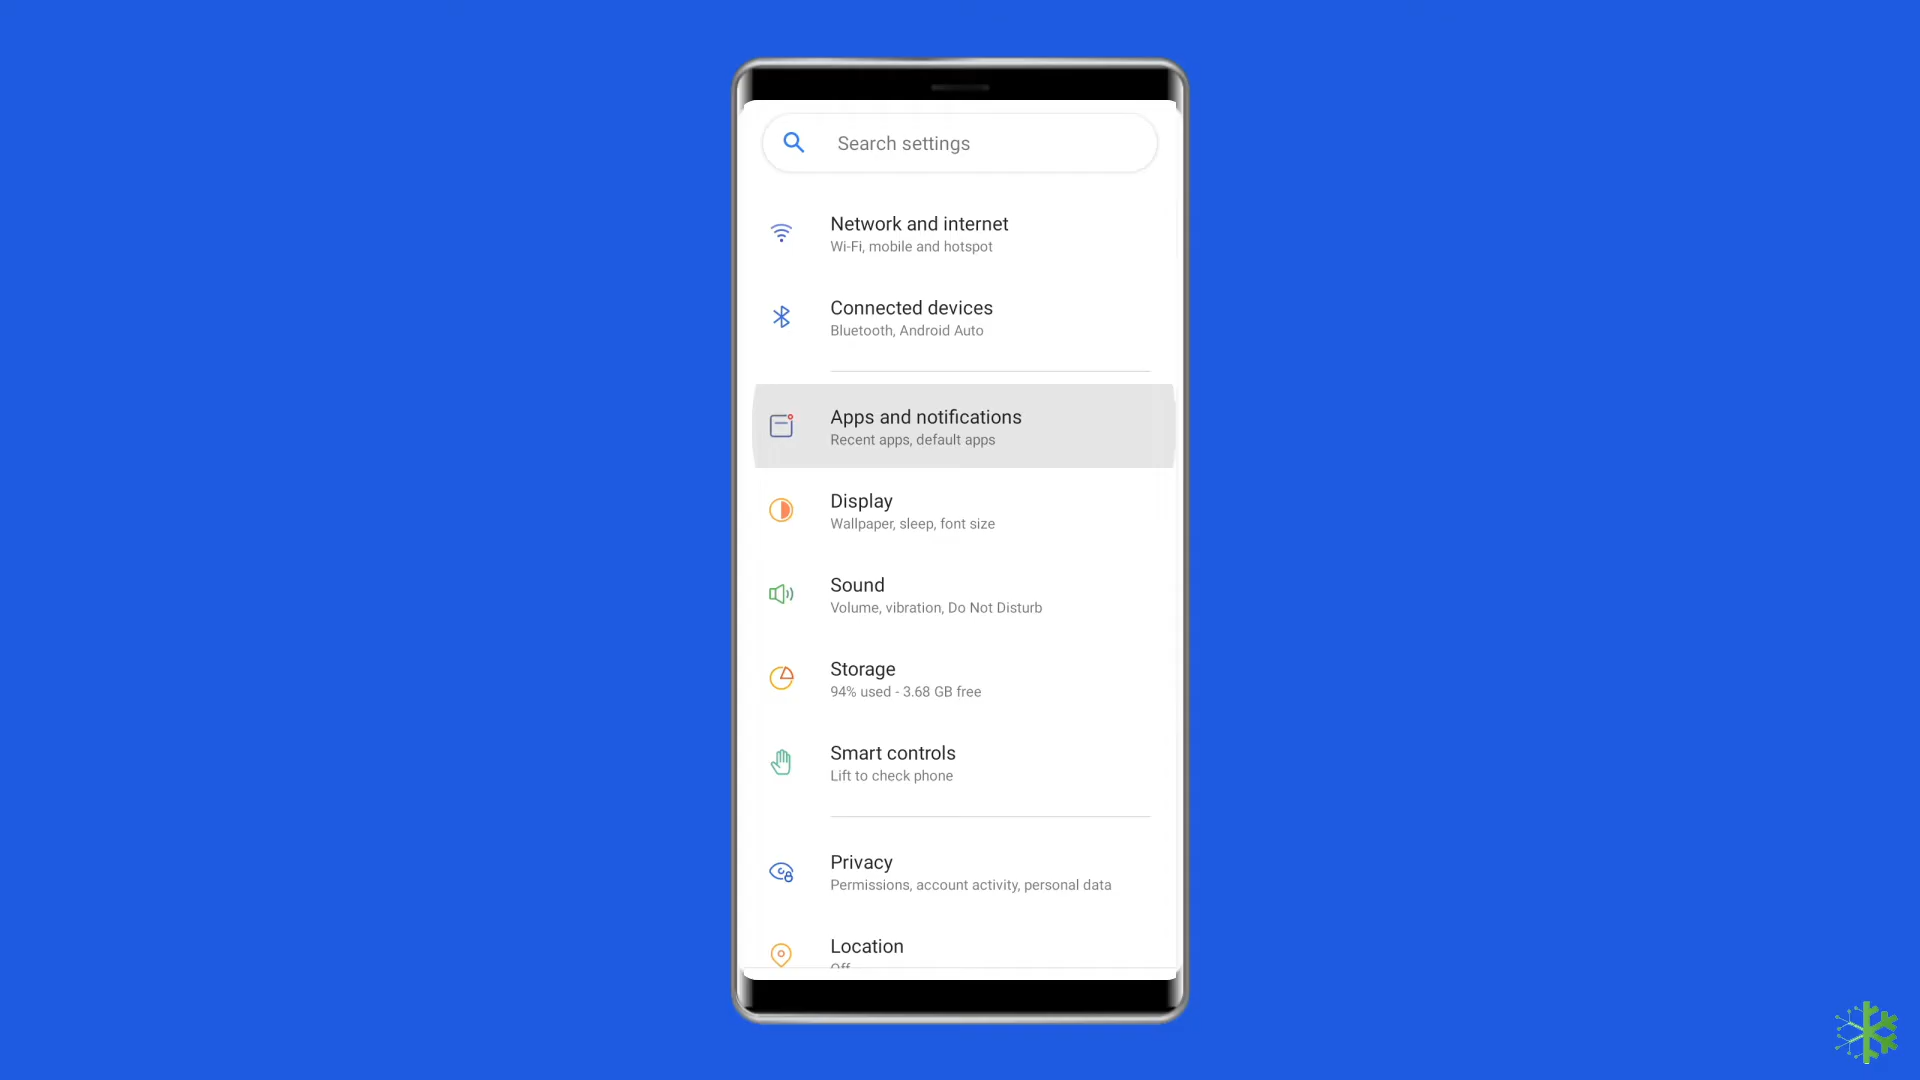 Search settings
Network and internet
Wi-Fi, mobile and hotspot
Connected devices
Bluetooth, Android Auto
Apps and notifications
Recent apps, default apps
Display
Wallpaper, sleep, font size
Sound
Volume, vibration, Do Not Disturb
Storage
94% used - 3.68 GB free
Smart controls
Lift to check phone
Privacy
Permissions, account activity, personal data
Location
Off